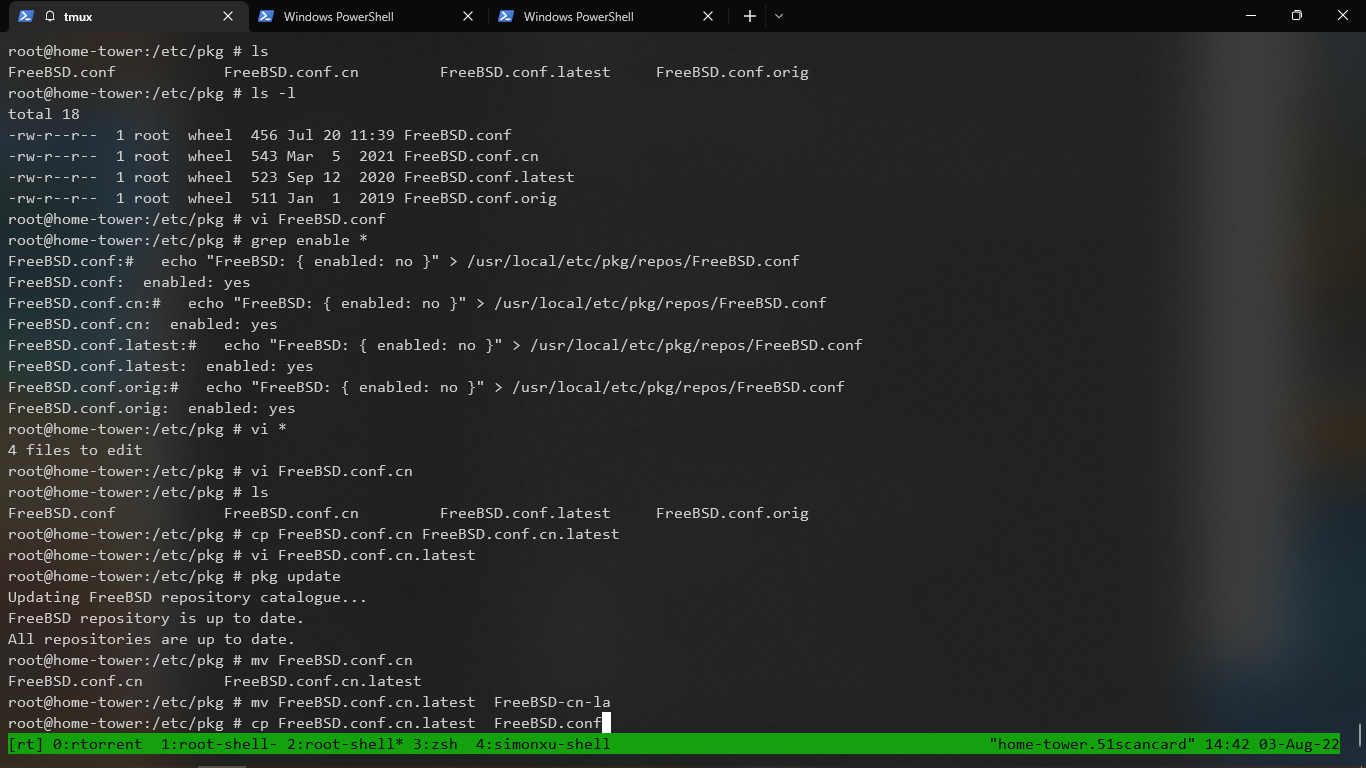 tmux Windows PowerShell Windows PowerShell
root@home-tower:/etc/pkg # ls
FreeBSD.conf            FreeBSD.conf.cn         FreeBSD.conf.latest     FreeBSD.conf.orig
root@home-tower:/etc/pkg # ls -l
total 18
-rw-r--r--  1 root  wheel  456 Jul 20 11:39 FreeBSD.conf
-rw-r--r--  1 root  wheel  543 Mar  5  2021 FreeBSD.conf.cn
-rw-r--r--  1 root  wheel  523 Sep 12  2020 FreeBSD.conf.latest
-rw-r--r--  1 root  wheel  511 Jan  1  2019 FreeBSD.conf.orig
root@home-tower:/etc/pkg # vi FreeBSD.conf
root@home-tower:/etc/pkg # grep enable *
FreeBSD.conf:#   echo "FreeBSD: { enabled: no }" > /usr/local/etc/pkg/repos/FreeBSD.conf
FreeBSD.conf:  enabled: yes
FreeBSD.conf.cn:#   echo "FreeBSD: { enabled: no }" > /usr/local/etc/pkg/repos/FreeBSD.conf
FreeBSD.conf.cn:  enabled: yes
FreeBSD.conf.latest:#   echo "FreeBSD: { enabled: no }" > /usr/local/etc/pkg/repos/FreeBSD.conf
FreeBSD.conf.latest:  enabled: yes
FreeBSD.conf.orig:#   echo "FreeBSD: { enabled: no }" > /usr/local/etc/pkg/repos/FreeBSD.conf
FreeBSD.conf.orig:  enabled: yes
root@home-tower:/etc/pkg # vi *
4 files to edit
root@home-tower:/etc/pkg # vi FreeBSD.conf.cn
root@home-tower:/etc/pkg # ls
FreeBSD.conf            FreeBSD.conf.cn         FreeBSD.conf.latest     FreeBSD.conf.orig
root@home-tower:/etc/pkg # cp FreeBSD.conf.cn FreeBSD.conf.cn.latest
root@home-tower:/etc/pkg # vi FreeBSD.conf.cn.latest
root@home-tower:/etc/pkg # pkg update
Updating FreeBSD repository catalogue...
FreeBSD repository is up to date.
All repositories are up to date.
root@home-tower:/etc/pkg # mv FreeBSD.conf.cn
FreeBSD.conf.cn         FreeBSD.conf.cn.latest
root@home-tower:/etc/pkg # mv FreeBSD.conf.cn.latest  FreeBSD-cn-la
root@home-tower:/etc/pkg # cp FreeBSD.conf.cn.latest  FreeBSD.conf
[rt] 0:rtorrent  1:root-shell- 2:root-shell* 3:zsh  4:simonxu-shell "home-tower.51scancard" 14:42 03-Aug-22